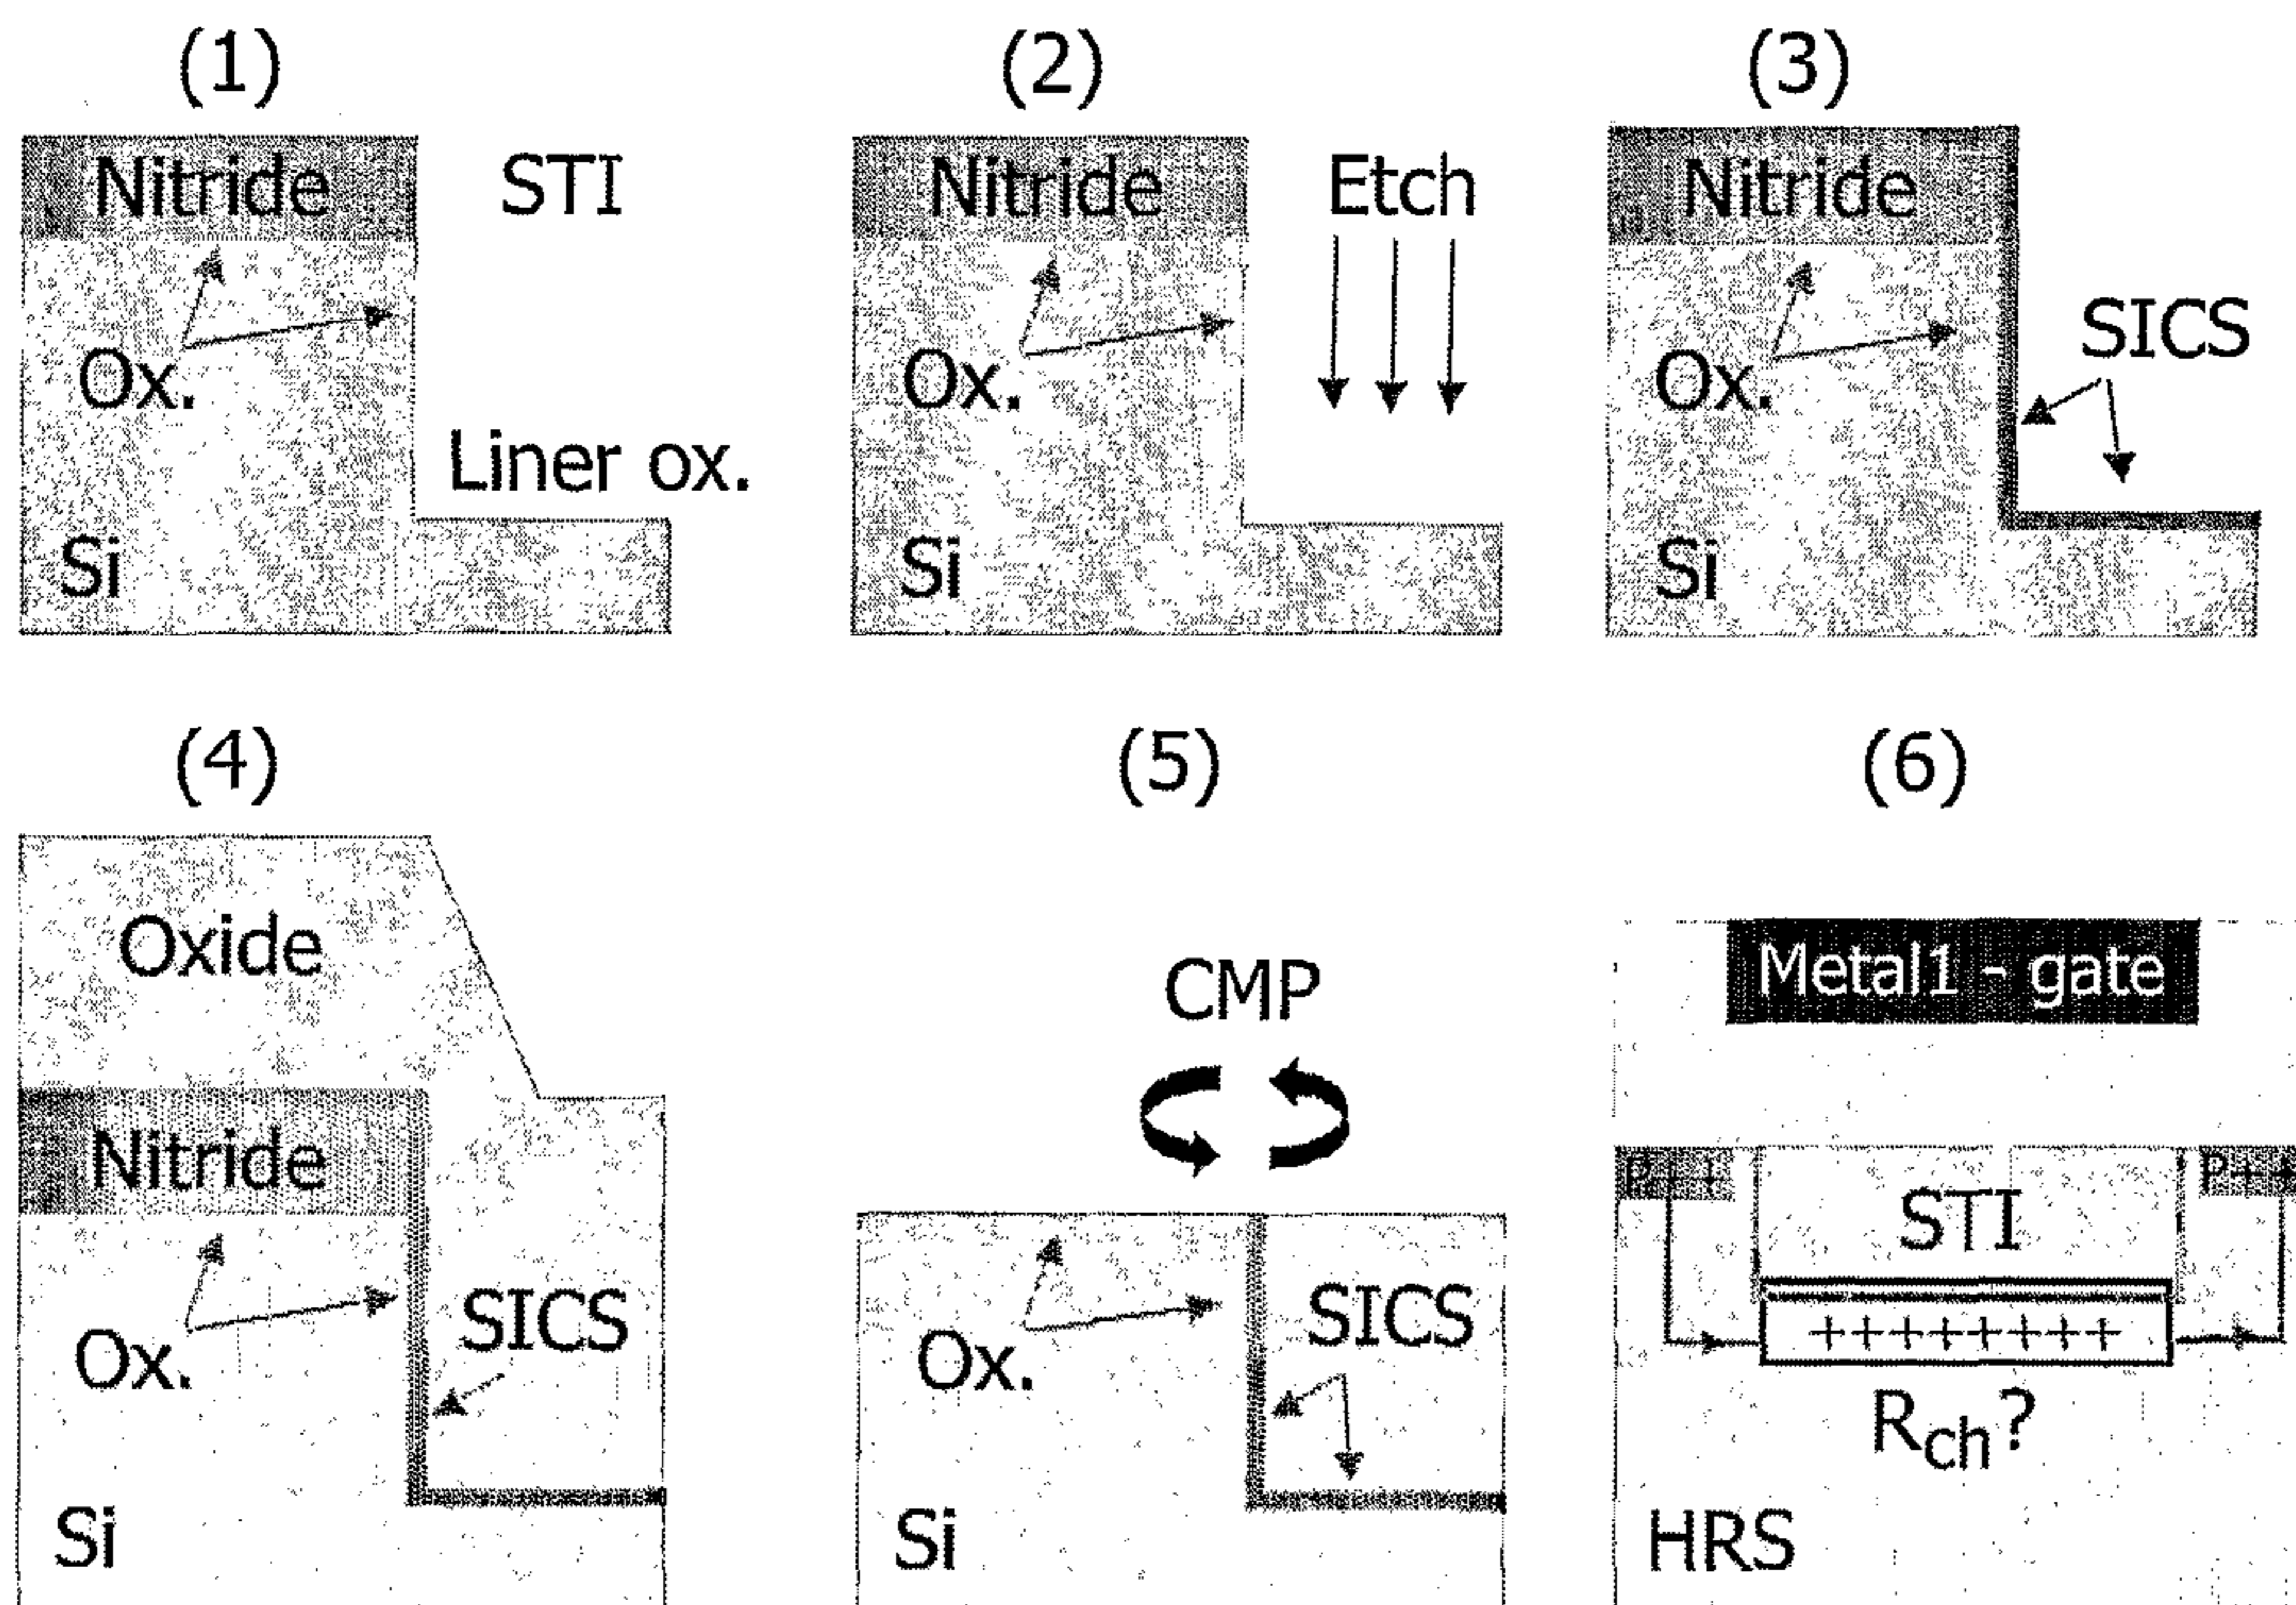 (1)
(2)
(3)
Nitride
STI
Ox.
Liner ox.
Si
Nitride
Etch
Ox.
Si
Nitride
SICS
Ox.
Si
(4)
(5)
(6)
Oxide
Nitride
SICS
Ox.
Si
CMP
SICS
Ox.
Si
Metal1 - gate
P++
P++
STI
++++++++
Rch?
HRS